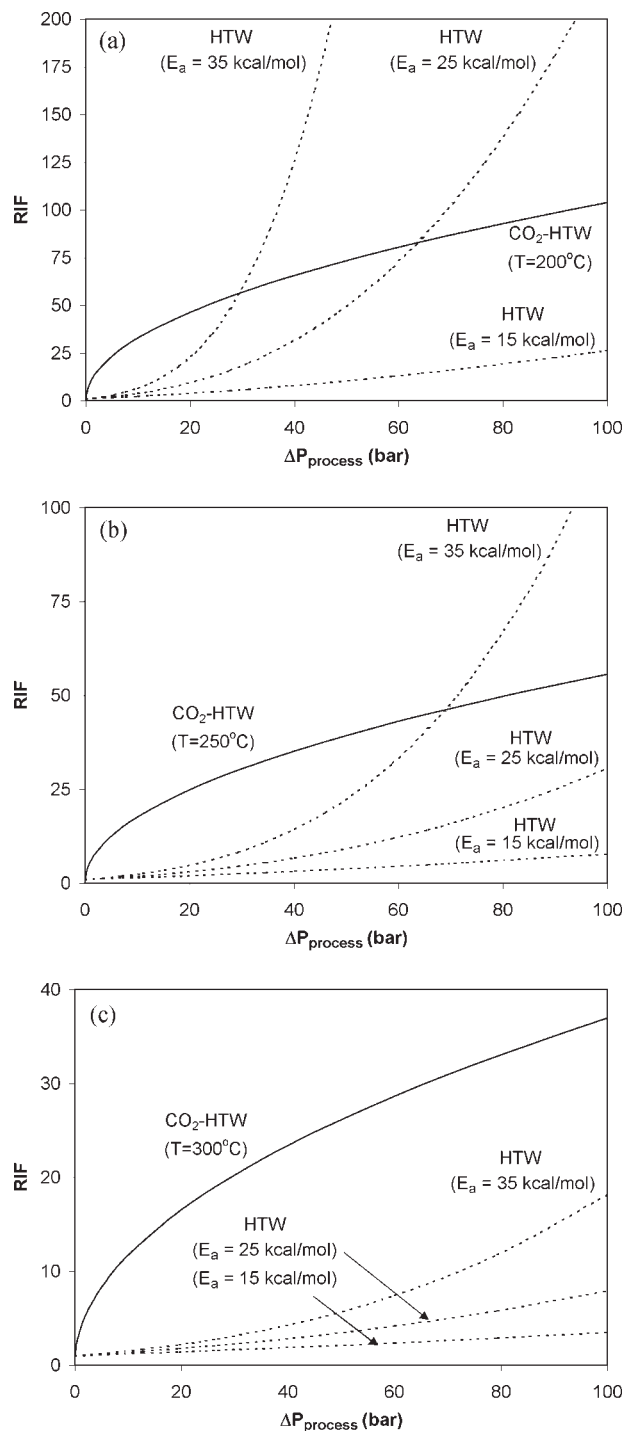 (a)
HTW
(Eₐ = 35 kcal/mol)
HTW
(Eₐ = 25 kcal/mol)
CO₂-HTW
(T=200°C)
HTW
(Eₐ = 15 kcal/mol)
RIF
200
175
150
125
100
75
50
25
0
0 20 40 60 80 100
ΔPprocess (bar)
(b)
HTW
(Eₐ = 35 kcal/mol)
CO₂-HTW
(T=250°C)
HTW
(Eₐ = 25 kcal/mol)
HTW
(Eₐ = 15 kcal/mol)
RIF
100
75
50
25
0
0 20 40 60 80 100
ΔPprocess (bar)
(c)
CO₂-HTW
(T=300°C)
HTW
(Eₐ = 35 kcal/mol)
HTW
(Eₐ = 25 kcal/mol)
(Eₐ = 15 kcal/mol)
RIF
40
30
20
10
0
0 20 40 60 80 100
ΔPprocess (bar)